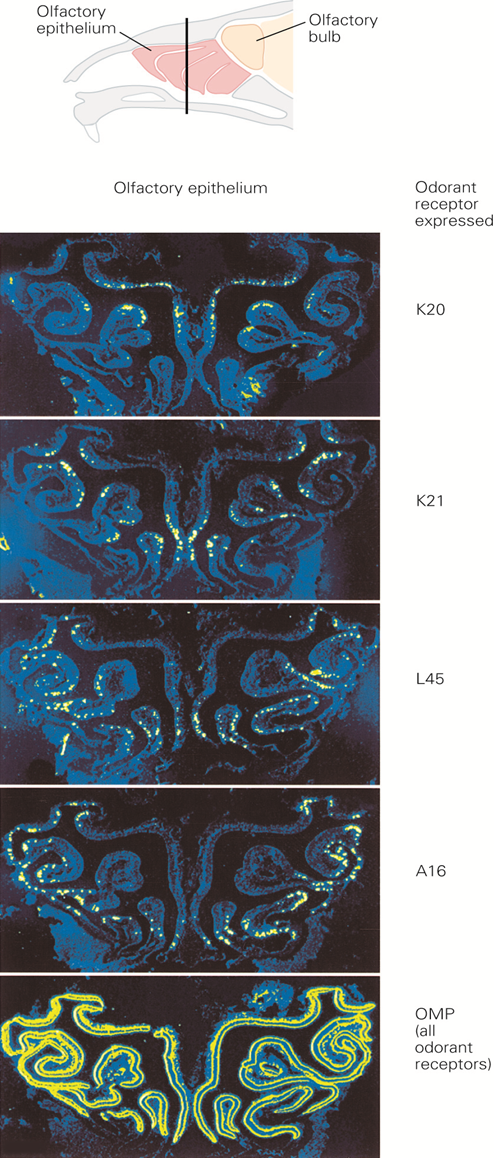 Olfactory
epithelium
Olfactory
bulb
Olfactory epithelium
Odorant
receptor
expressed
K20
K21
L45
A16
OMP
(all
odorant
receptors)